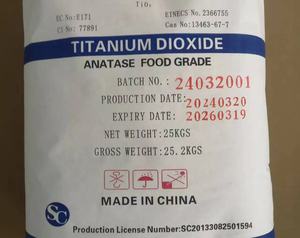 TiO₂
EC No:E171 EINECS No:2366755
CI No: 77891 Cas No:13463-67-7
TITANIUM DIOXIDE
ANATASE FOOD GRADE
BATCH NO.: 24032001
PRODUCTION DATE: 20240320
EXPIRY DATE: 20260319
NET WEIGHT:25KGS
GROSS WEIGHT:25.2KGS
SC
MADE IN CHINA
Production License Number:SC20133082501594